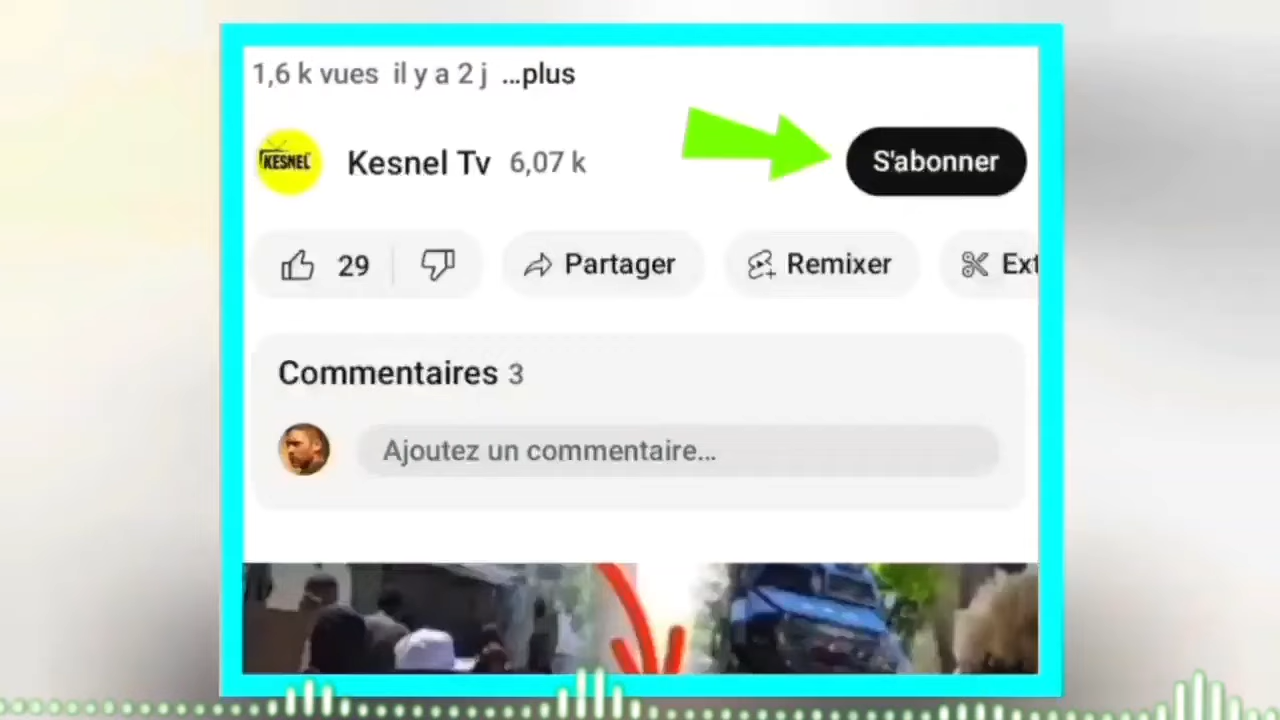 1,6 k vues il y a 2 j ...plus
KESNEL
Kesnel Tv 6,07 k
S'abonner
29
Partager
Remixer
Ext
Commentaires 3
Ajoutez un commentaire...